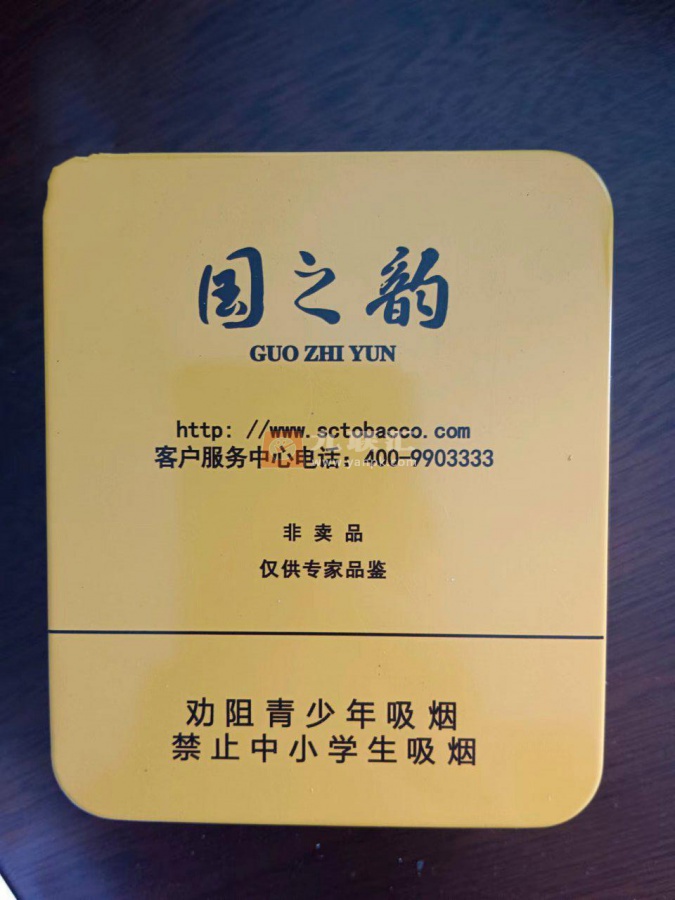 国之韵
GUO ZHI YUN
http: //www.sctobacco.com
客户服务中心电话: 400-9903333
非卖品
仅供专家品鉴
劝阻青少年吸烟
禁止中小学生吸烟